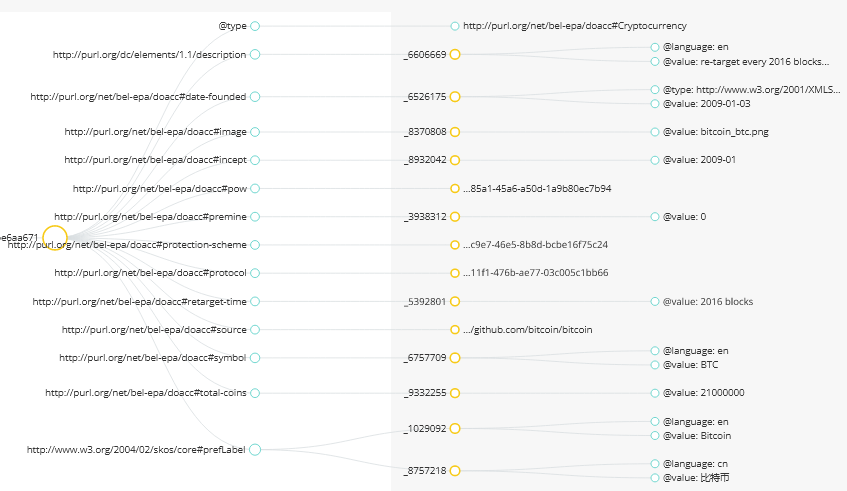 @type
http://purl.org/net/bel-epa/doacc#Cryptocurrency
http://purl.org/dc/elements/1.1/description
_6606669
@language: en
@value: re-target every 2016 blocks...
http://purl.org/net/bel-epa/doacc#date-founded
_6526175
@type: http://www.w3.org/2001/XMLS...
@value: 2009-01-03
http://purl.org/net/bel-epa/doacc#image
_8370808
@value: bitcoin_btc.png
http://purl.org/net/bel-epa/doacc#incept
_8932042
@value: 2009-01
http://purl.org/net/bel-epa/doacc#pow
...85a1-45a6-a50d-1a9b80ec7b94
http://purl.org/net/bel-epa/doacc#premine
_3938312
@value: 0
e6aa671
http://purl.org/net/bel-epa/doacc#protection-scheme
...c9e7-46e5-8b8d-bcbe16f75c24
http://purl.org/net/bel-epa/doacc#protocol
...11f1-476b-ae77-03c005c1bb66
http://purl.org/net/bel-epa/doacc#retarget-time
_5392801
@value: 2016 blocks
http://purl.org/net/bel-epa/doacc#source
.../github.com/bitcoin/bitcoin
http://purl.org/net/bel-epa/doacc#symbol
_6757709
@language: en
@value: BTC
http://purl.org/net/bel-epa/doacc#total-coins
_9332255
@value: 21000000
http://www.w3.org/2004/02/skos/core#prefLabel
_1029092
@language: en
@value: Bitcoin
_8757218
@language: cn
@value: 比特币